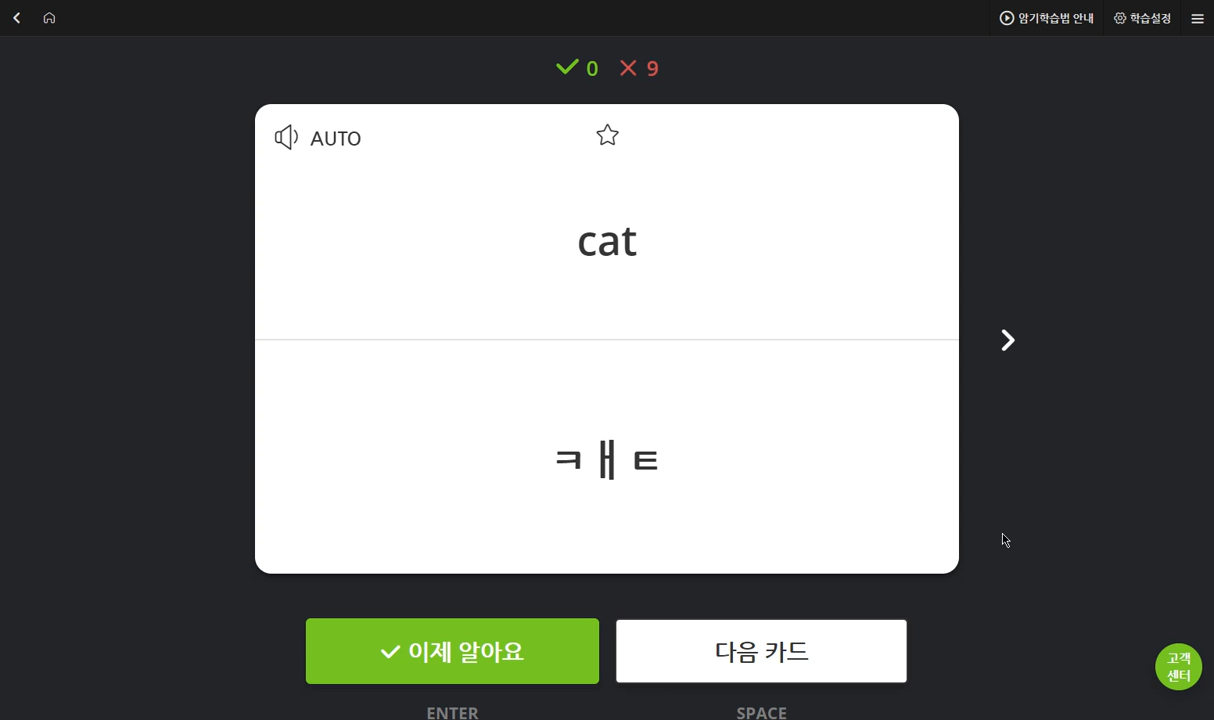 암기학습법 안내 학습설정
0 9
AUTO
cat
ㅋ ㅐ ㅌ
이제 알아요 다음 카드
ENTER SPACE
고객
센터